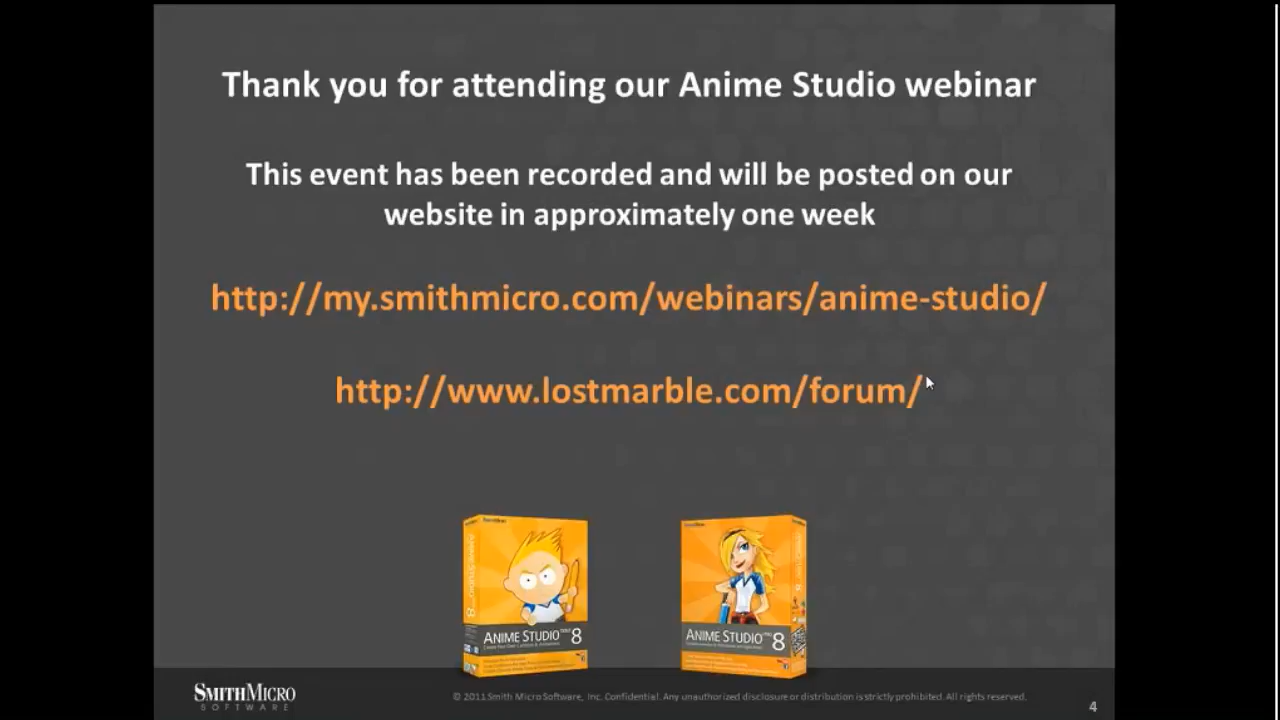 Thank you for attending our Anime Studio webinar
This event has been recorded and will be posted on our
website in approximately one week
http://my.smithmicro.com/webinars/anime-studio/
http://www.lostmarble.com/forum/
ANIME STUDIO 8
ANIME STUDIO 8
SMITHMICRO
SOFTWARE
© 2011 Smith Micro Software, Inc. Confidential. Any unauthorized disclosure or distribution is strictly prohibited. All rights reserved.
4